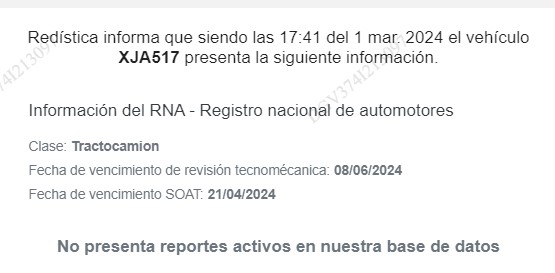 Redística informa que siendo las 17:41 del 1 mar. 2024 el vehículo
XJA517 presenta la siguiente información.
Información del RNA - Registro nacional de automotores
Clase: Tractocamion
Fecha de vencimiento de revisión tecnomécanica: 08/06/2024
Fecha de vencimiento SOAT: 21/04/2024
No presenta reportes activos en nuestra base de datos